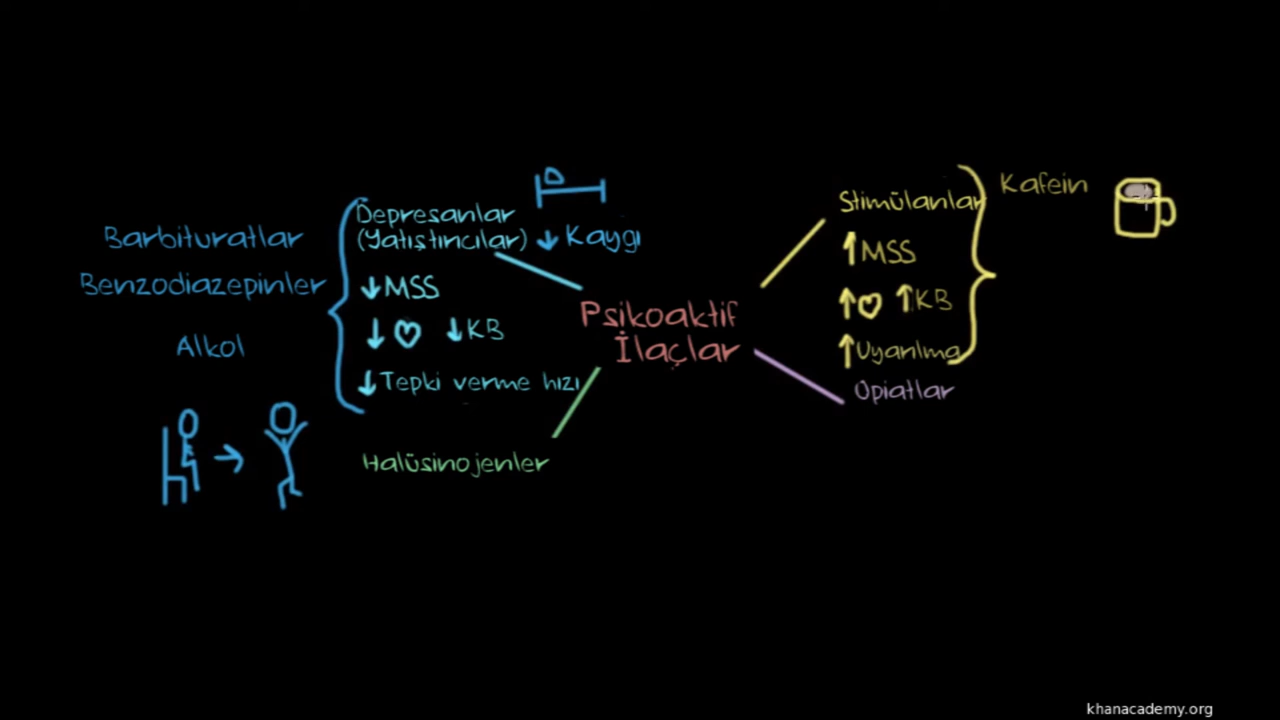 Barbituratlar
Benzodiazepinler
Alkol
Depresanlar
(Yatıştırıcılar)
↓ Kaygı
↓ MSS
↓ ♡ ↓ KB
↓ Tepki verme hızı
Psikoaktif
İlaçlar
Halüsinojenler
Stimülanlar
↑ MSS
↑ ♡ ↑ KB
↑ Uyarılma
Kafein
Opiatlar
khanacademy.org